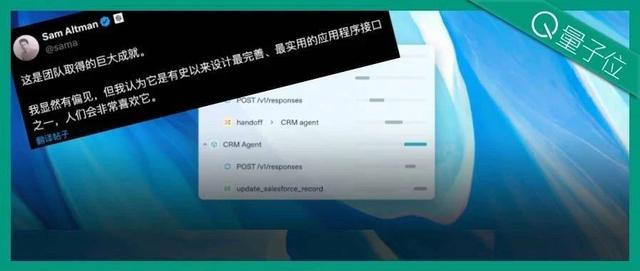 Sam Altman
@sama
这是团队取得的巨大成就。
我显然有偏见，但我认为它是有史以来设计最完善、最实用的应用程序接口
之一，人们会非常喜欢它。
翻译帖子
量子位
POST /v1/responses
handoff > CRM agent
CRM Agent
POST /v1/responses
update_salesforce_record